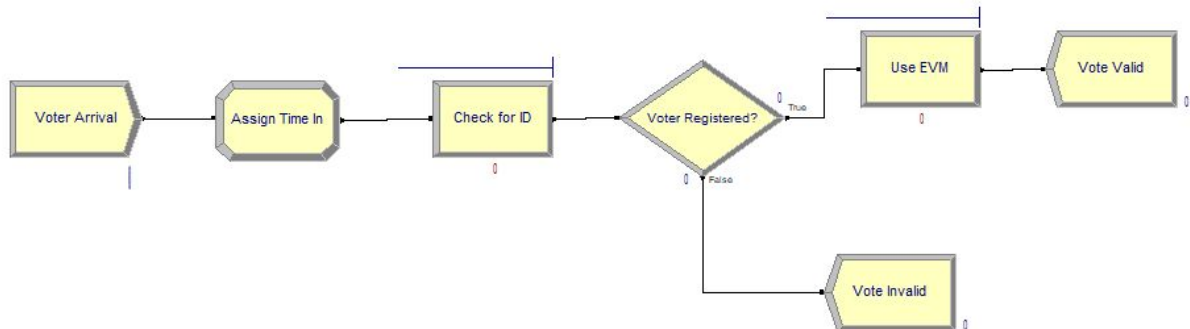 Voter Arrival
Assign Time In
Check for ID
0
Voter Registered?
0
True
0
False
Use EVM
0
Vote Valid
0
Vote Invalid
0